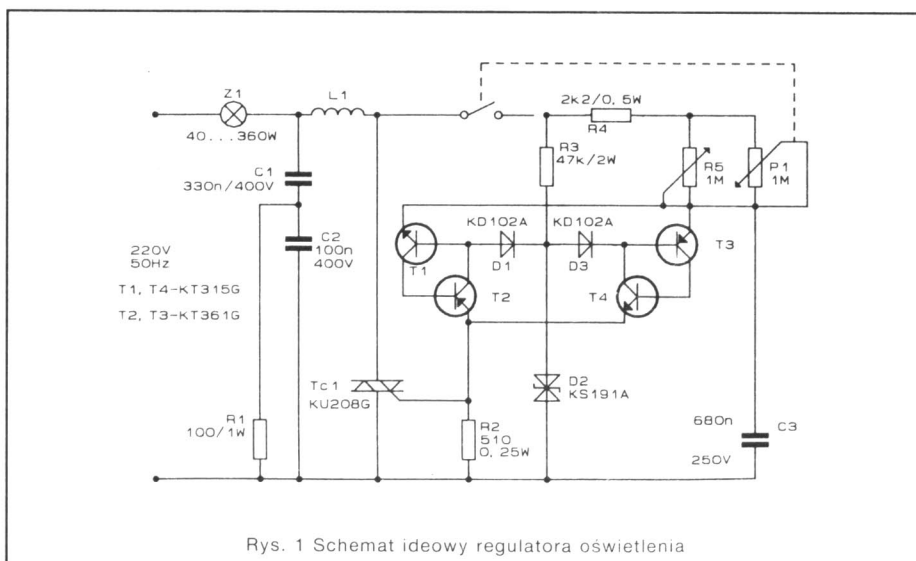 Z1
40...360W
L1
C1
330n/400V
C2
100n
400V
220V
50Hz
T1, T4-KT315G
T2, T3-KT361G
R1
100/1W
2k2/0,5W
R4
R3
47k/2W
R5
1M
P1
1M
KD102A
KD102A
T1
D1
D3
T3
T2
T4
Tc1
KU208G
R2
510
0,25W
D2
KS191A
680n
C3
250V
Rys. 1 Schemat ideowy regulatora oświetlenia